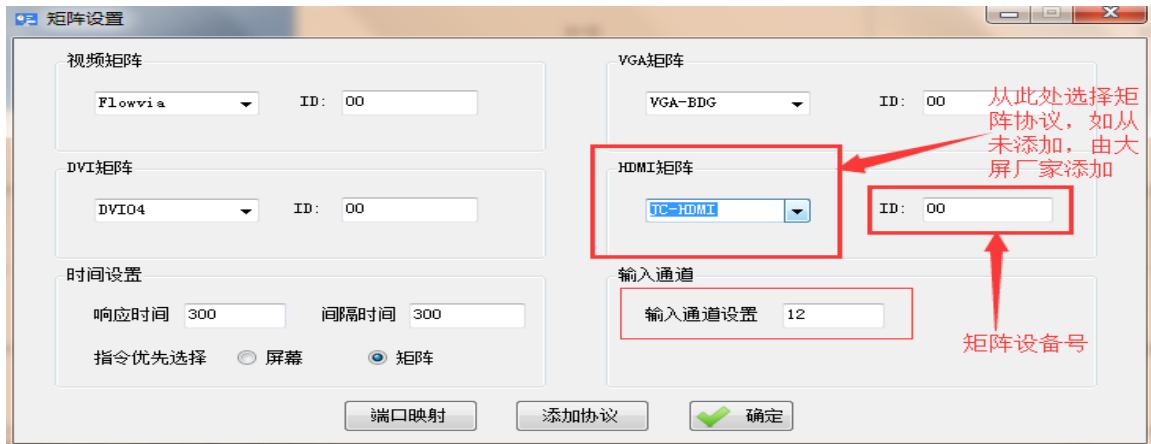 矩阵设置
视频矩阵
Flowvia ID: 00
VGA矩阵
VGA-BDG ID: 00
从此处选择矩
阵协议，如从
未添加，由大
屏厂家添加
DVI矩阵
DVI04 ID: 00
HDMI矩阵
JC-HDMI ID: 00
时间设置
响应时间 300 间隔时间 300
指令优先选择 屏幕 矩阵
输入通道
输入通道设置 12
矩阵设备号
端口映射 添加协议 确定